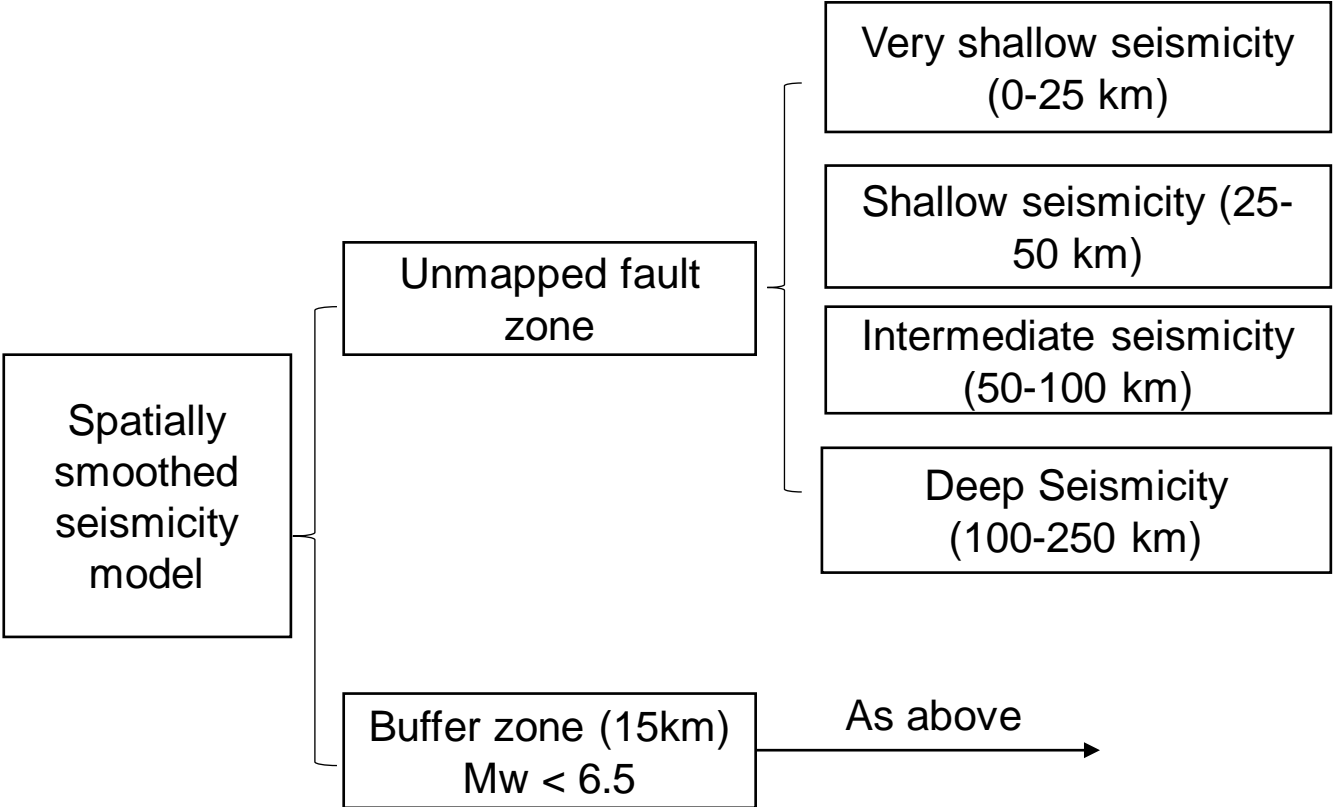 Very shallow seismicity
(0-25 km)
Shallow seismicity (25-
50 km)
Unmapped fault
zone
Intermediate seismicity
(50-100 km)
Spatially
smoothed
seismicity
model
Deep Seismicity
(100-250 km)
Buffer zone (15km)
Mw < 6.5
As above